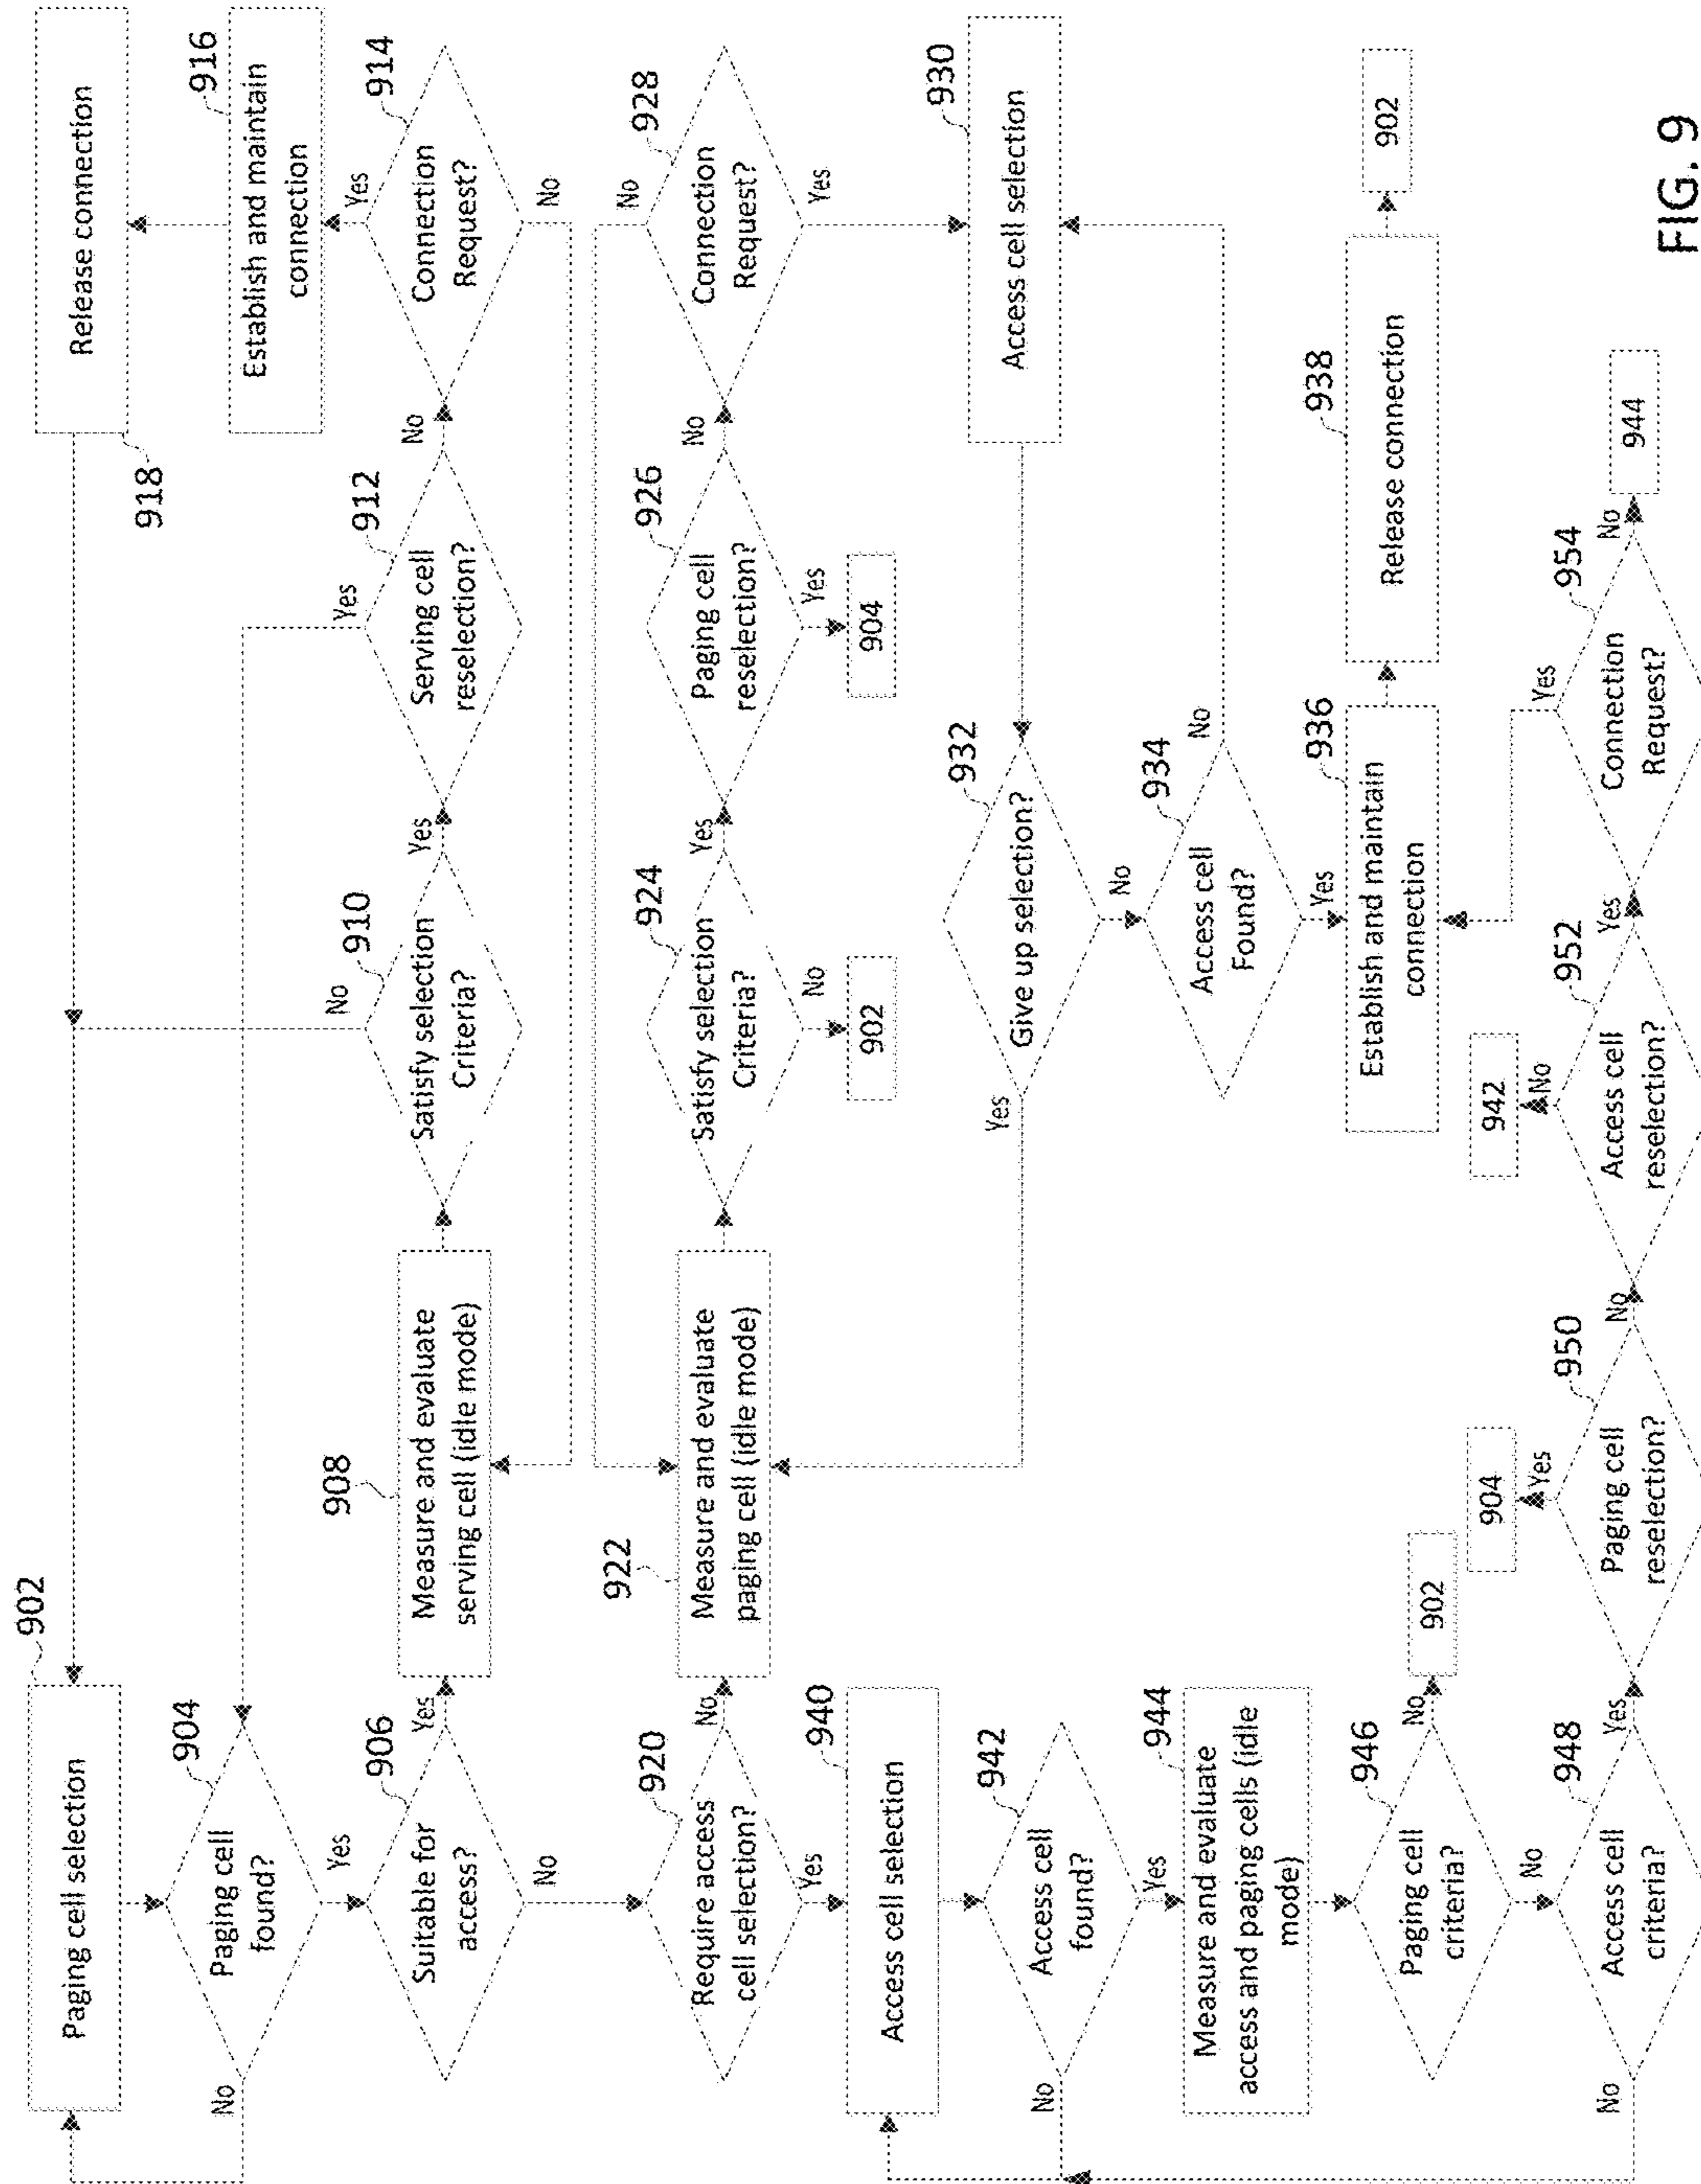 902
Paging cell selection
904
Paging cell
found?
No
Yes
906
Suitable for
access?
Yes
No
908
Measure and evaluate
serving cell (idle mode)
910
Satisfy selection
Criteria?
No
Yes
912
Serving cell
reselection?
Yes
No
914
Connection
Request?
Yes
No
916
Establish and maintain
connection
Release connection
918
920
Require access
cell selection?
No
Yes
922
Measure and evaluate
paging cell (idle mode)
924
Satisfy selection
Criteria?
Yes
No
902
926
Paging cell
reselection?
No
Yes
904
928
Connection
Request?
No
Yes
930
Access cell selection
932
Give up selection?
Yes
No
934
Access cell
Found?
No
Yes
936
Establish and maintain
connection
938
Release connection
902
940
Access cell selection
942
Access cell
found?
No
Yes
944
Measure and evaluate
access and paging cells (idle
mode)
946
Paging cell
criteria?
No
902
No
948
Access cell
criteria?
No
Yes
950
Paging cell
reselection?
Yes
904
No
952
Access cell
reselection?
No
942
Yes
954
Connection
Request?
Yes
No
944
FIG. 9